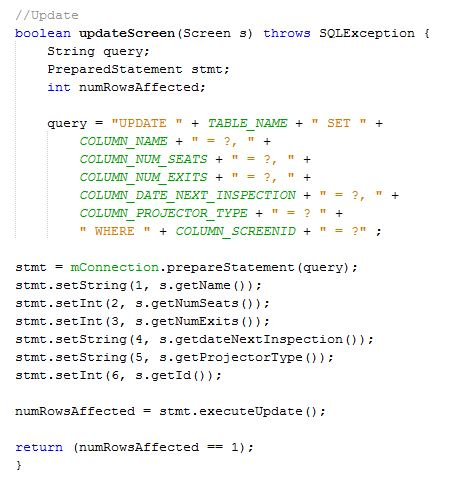 //Update
boolean updateScreen(Screen s) throws SQLException {
    String query;
    PreparedStatement stmt;
    int numRowsAffected;

    query = "UPDATE " + TABLE_NAME + " SET " +
        COLUMN_NAME + " = ?, " +
        COLUMN_NUM_SEATS + " = ?, " +
        COLUMN_NUM_EXITS + " = ?, " +
        COLUMN_DATE_NEXT_INSPECTION + " = ?, " +
        COLUMN_PROJECTOR_TYPE + " = ? " +
        " WHERE " + COLUMN_SCREENID + " = ?" ;

stmt = mConnection.prepareStatement(query);
stmt.setString(1, s.getName());
stmt.setInt(2, s.getNumSeats());
stmt.setInt(3, s.getNumExits());
stmt.setString(4, s.getdateNextInspection());
stmt.setString(5, s.getProjectorType());
stmt.setInt(6, s.getId());

numRowsAffected = stmt.executeUpdate();

return (numRowsAffected == 1);
}